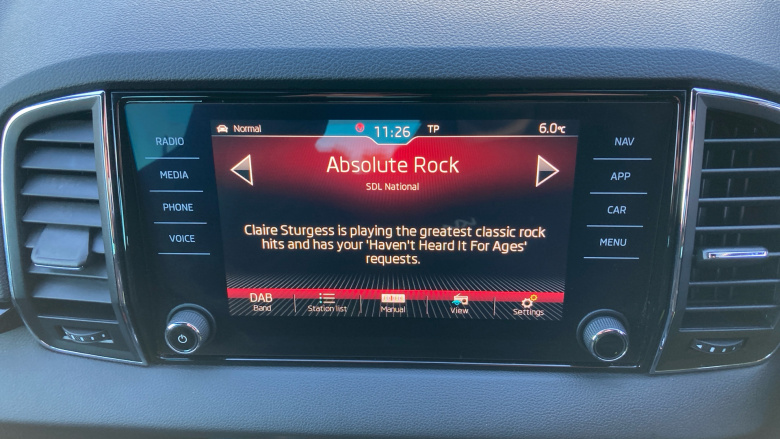 RADIO
MEDIA
PHONE
VOICE
Normal 11:26 TP 6.0℃
Absolute Rock
SDL National
Claire Sturgess is playing the greatest classic rock
hits and has your 'Haven't Heard It For Ages'
requests.
DAB
Band Station list Manual View Settings
NAV
APP
CAR
MENU